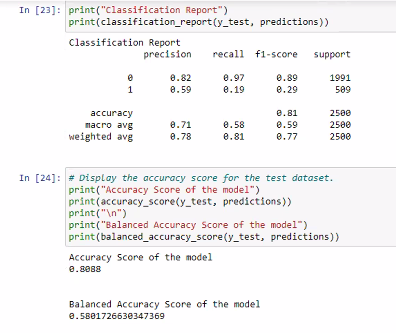 In [23]: print("Classification Report")
print(classification_report(y_test, predictions))
Classification Report
precision recall f1-score support
0 0.82 0.97 0.89 1991
1 0.59 0.19 0.29 509
accuracy 0.81 2500
macro avg 0.71 0.58 0.59 2500
weighted avg 0.78 0.81 0.77 2500
In [24]: # Display the accuracy score for the test dataset.
print("Accuracy Score of the model")
print(accuracy_score(y_test, predictions))
print("\n")
print("Balanced Accuracy Score of the model")
print(balanced_accuracy_score(y_test, predictions))
Accuracy Score of the model
0.8088
Balanced Accuracy Score of the model
0.5801726630347369